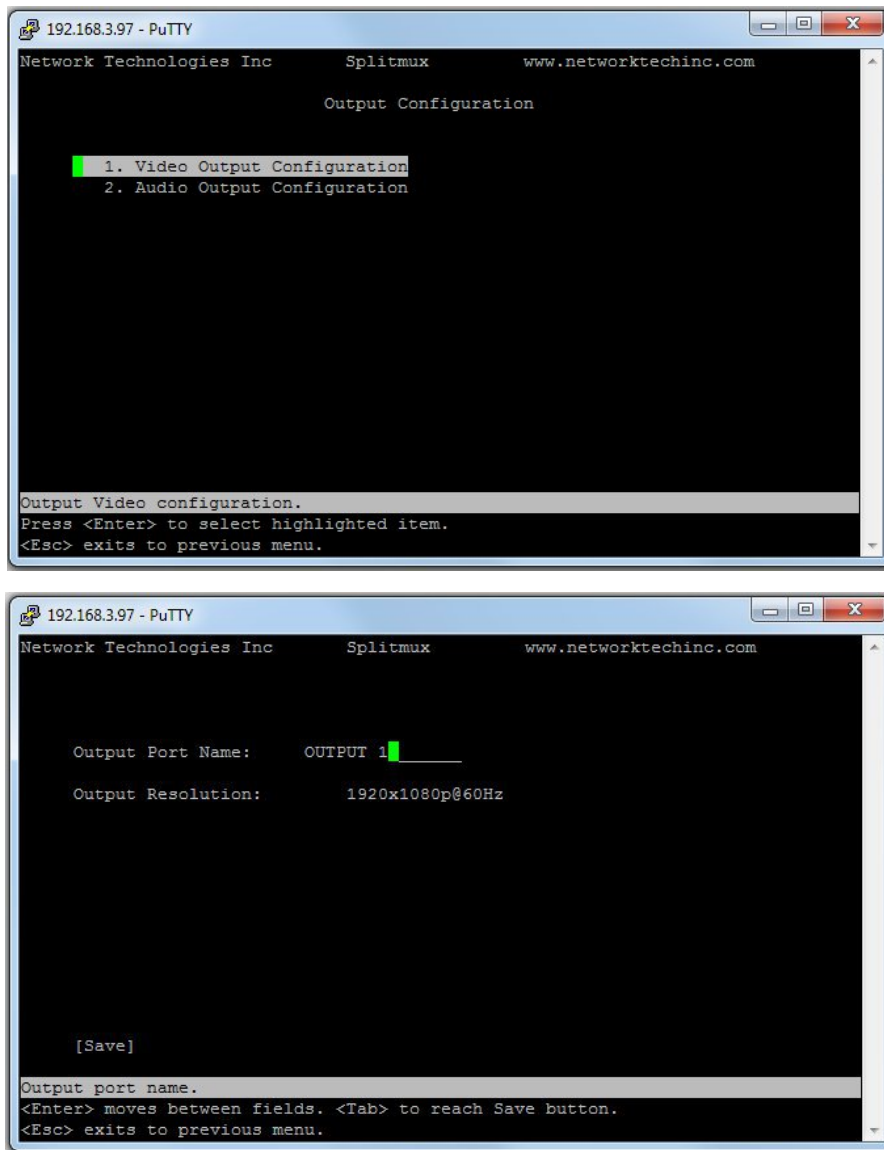 192.168.3.97 - PuTTY
Network Technologies Inc Splitmux www.networktechinc.com
Output Configuration
1. Video Output Configuration
2. Audio Output Configuration
Output Video configuration.
Press <Enter> to select highlighted item.
<Esc> exits to previous menu.
192.168.3.97 - PuTTY
Network Technologies Inc Splitmux www.networktechinc.com
Output Port Name: OUTPUT 1
Output Resolution: 1920x1080p@60Hz
[Save]
Output port name.
<Enter> moves between fields. <Tab> to reach Save button.
<Esc> exits to previous menu.